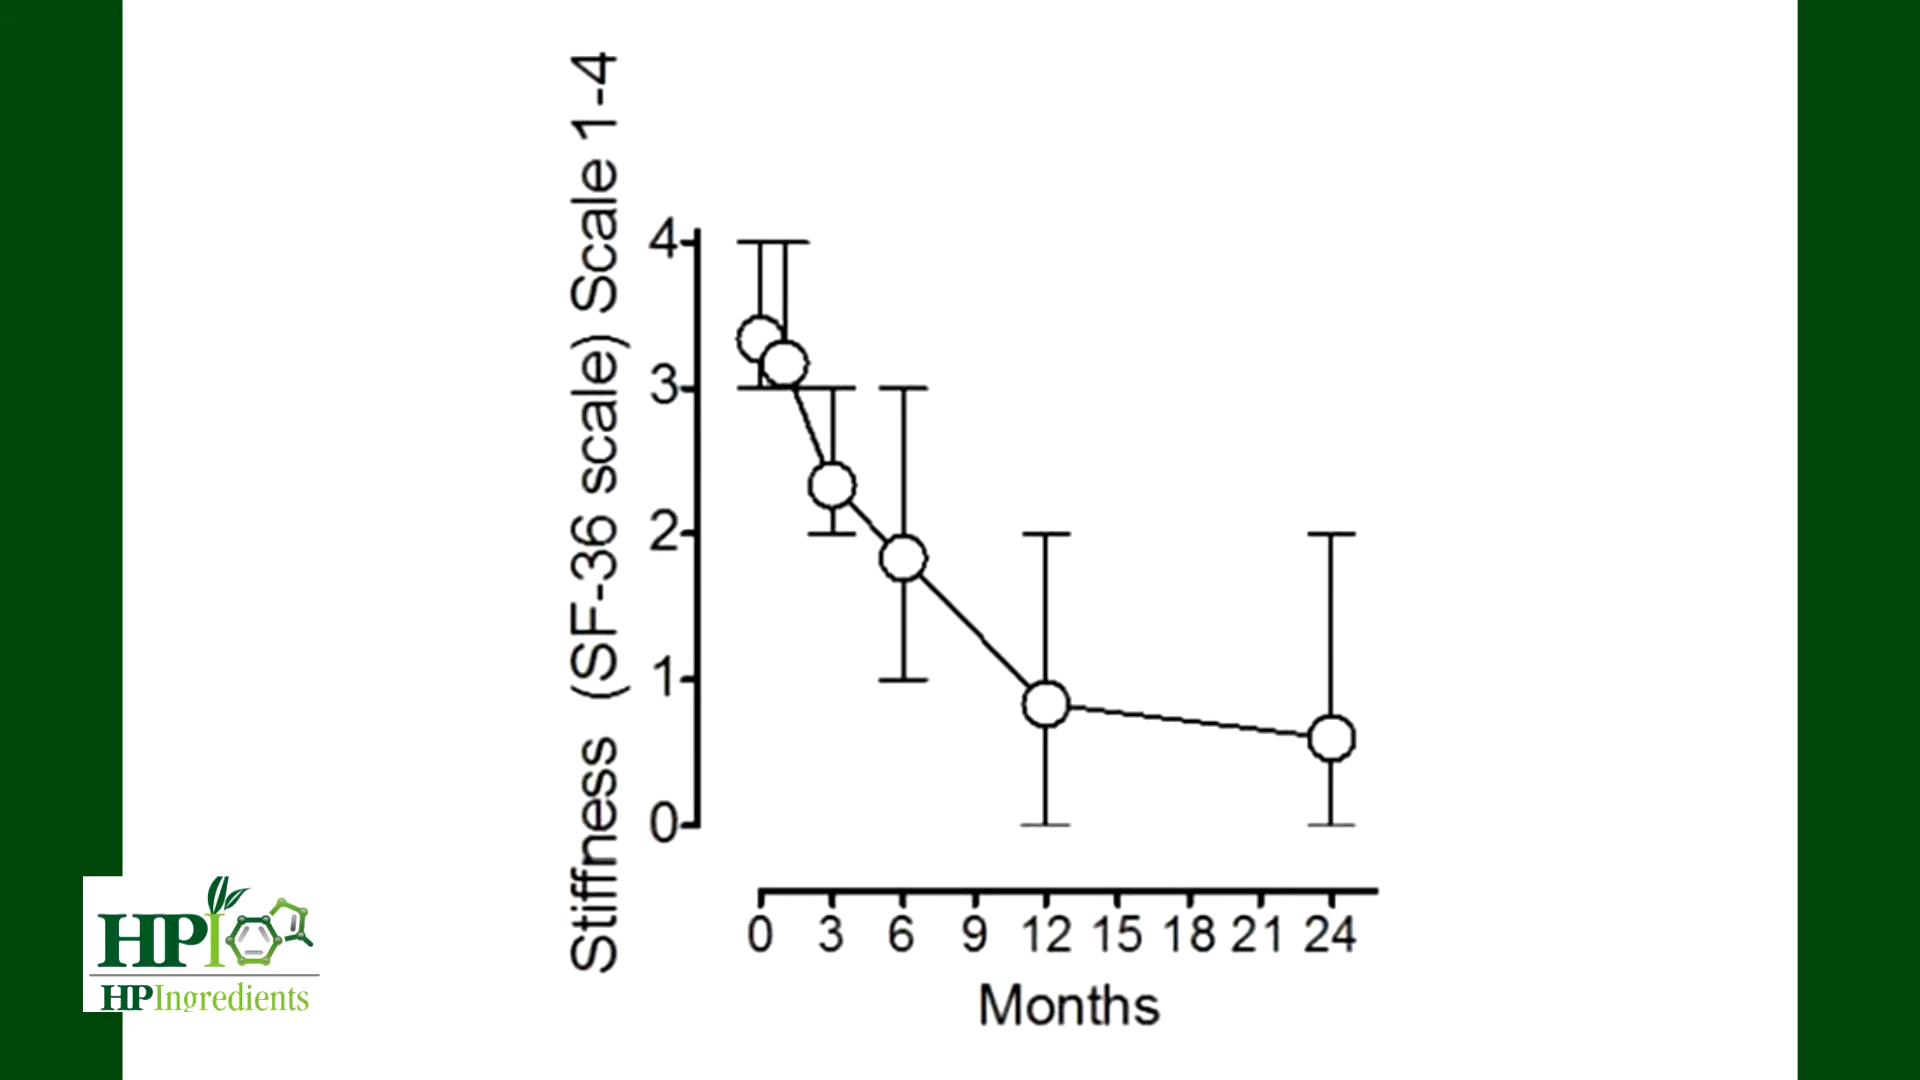 Stiffness (SF-36 scale) Scale 1-4
4
3
2
1
0
0 3 6 9 12 15 18 21 24
Months
HPI
HPIngredients